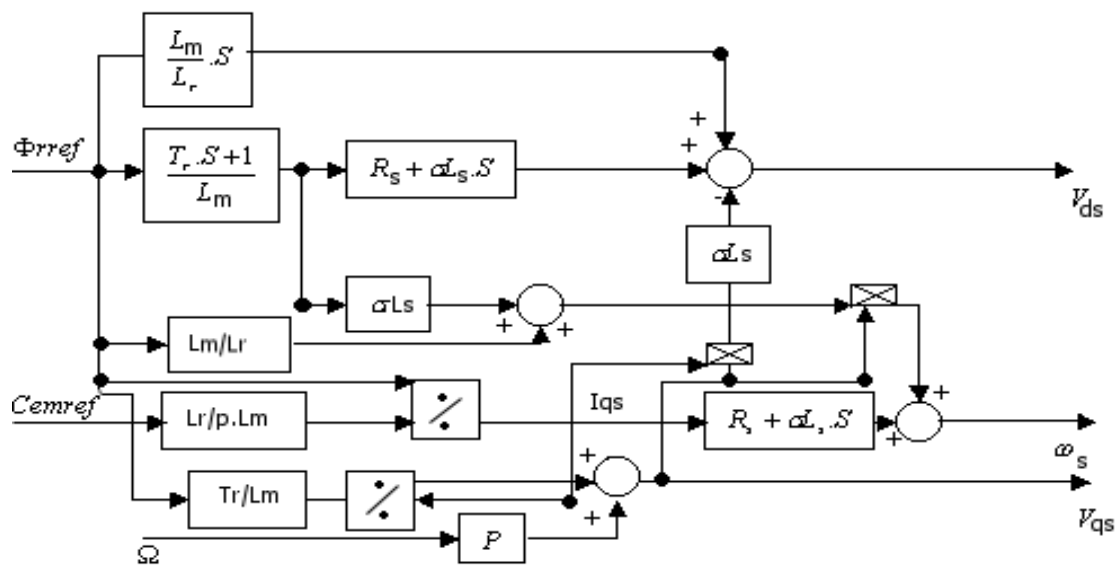 Lm/Lr .S
+
+
Φrref
Tr .S+1 / Lm
Rs + σLs.S
-
Vds
σLs
σLs
+
+
Lm/Lr
Cemref
Lr/p.Lm
÷
Iqs
Rs + σLs.S
+
+
ωs
Tr/Lm
÷
+
+
Vqs
Ω
P